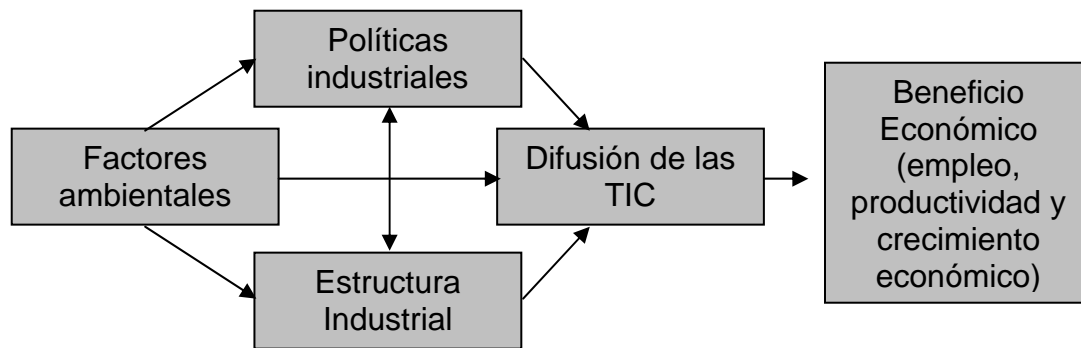 Políticas
industriales
Factores
ambientales
Difusión de las
TIC
Estructura
Industrial
Beneficio
Económico
(empleo,
productividad y
crecimiento
económico)